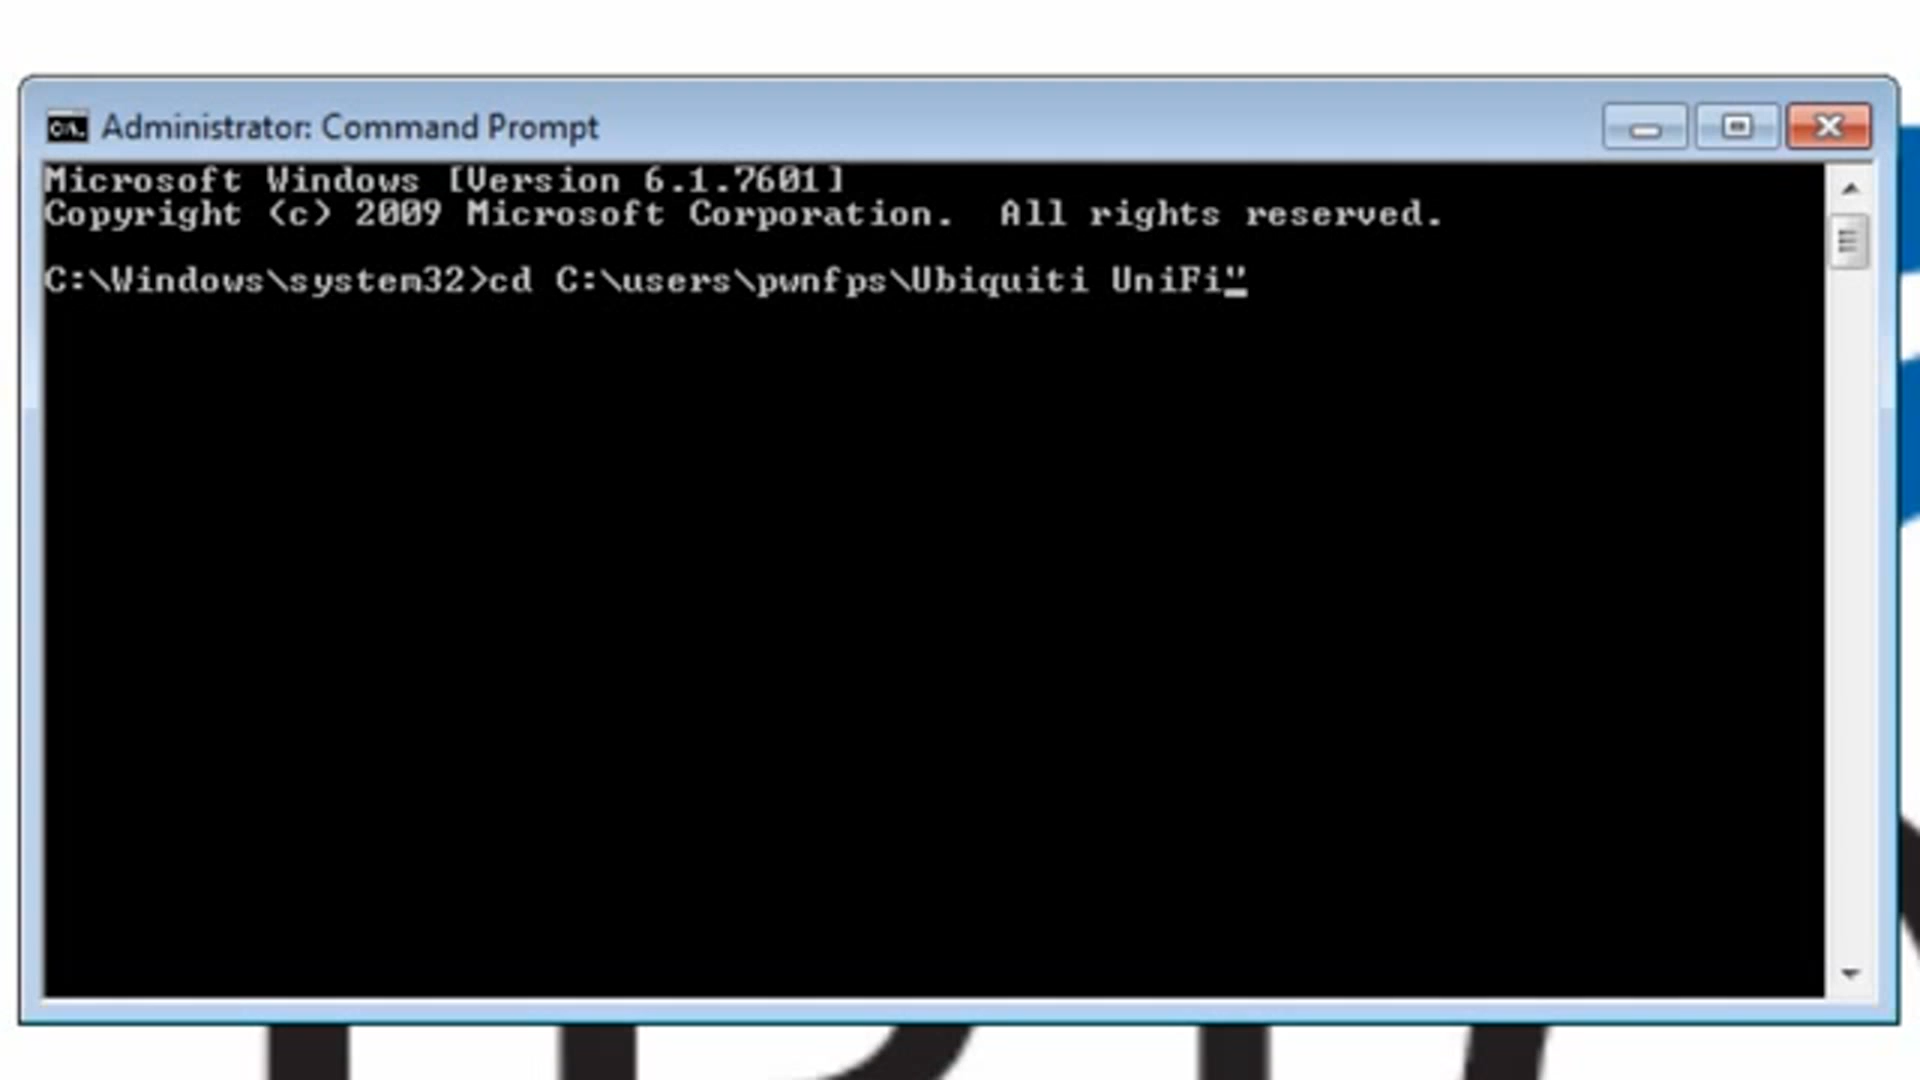 Administrator: Command Prompt
Microsoft Windows [Version 6.1.7601]
Copyright (c) 2009 Microsoft Corporation.  All rights reserved.
C:\Windows\system32>cd C:\users\pwnfps\Ubiquiti UniFi"